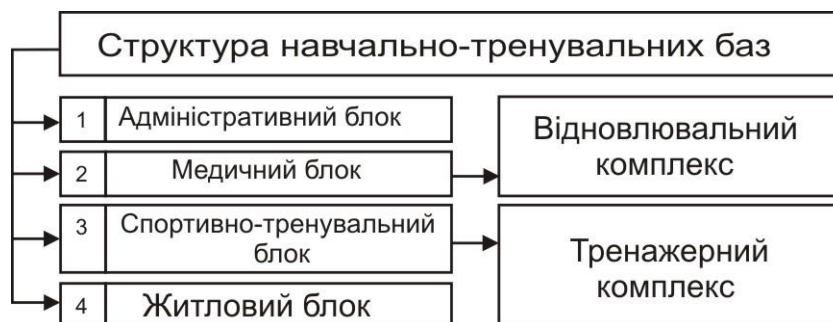 Структура навчально-тренувальних баз
1 Адміністративний блок
2 Медичний блок
3 Спортивно-тренувальний
блок
4 Житловий блок
Відновлювальний
комплекс
Тренажерний
комплекс